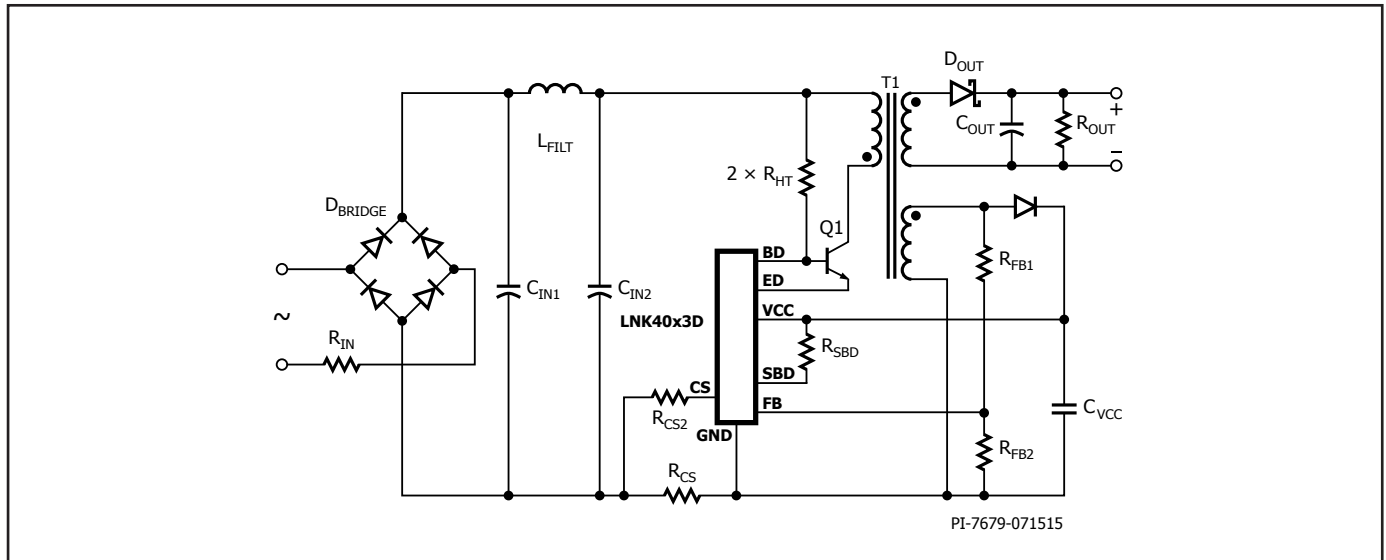 D_OUT
T1
C_OUT
R_OUT
+
−
L_FILT
2 × R_HT
D_BRIDGE
Q1
BD
ED
R_FB1
C_IN1
C_IN2
LNK40x3D
VCC
~
R_IN
R_SBD
CS
SBD
FB
R_CS2
GND
C_VCC
R_CS
R_FB2
PI-7679-071515